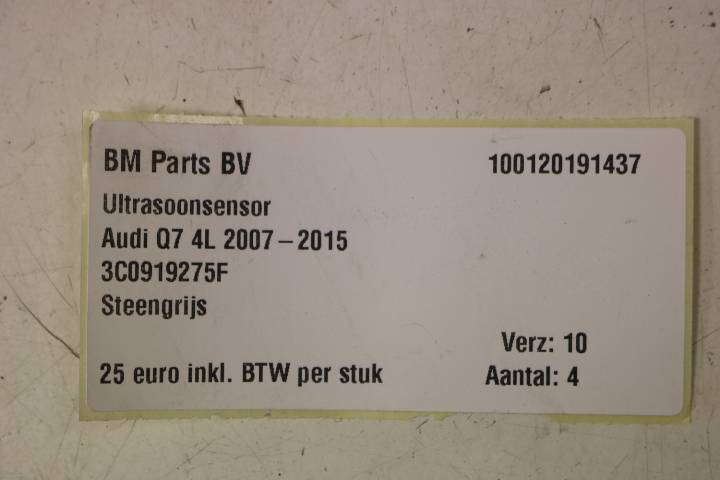 BM Parts BV 100120191437
Ultrasoonsensor
Audi Q7 4L 2007–2015
3C0919275F
Steengrijs
Verz: 10
25 euro inkl. BTW per stuk Aantal: 4